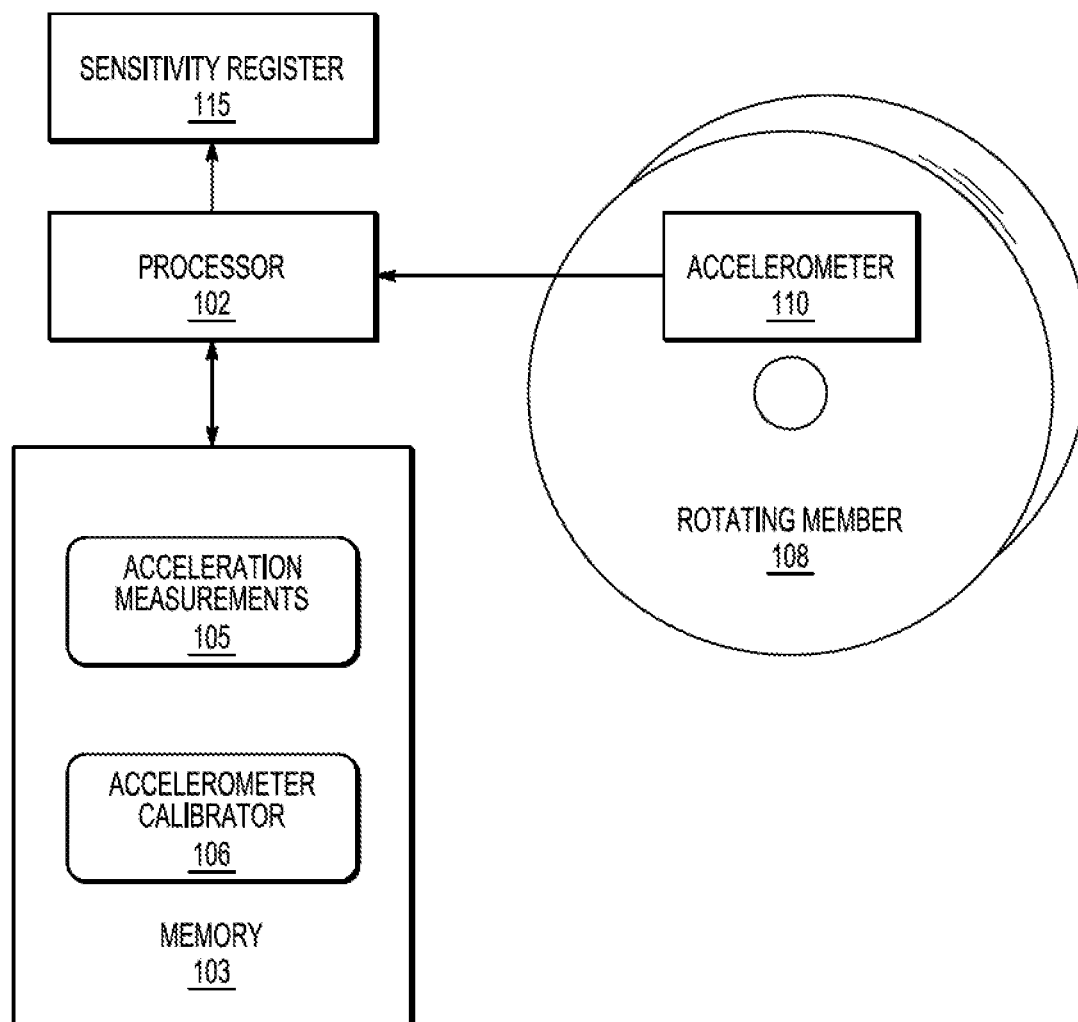 SENSITIVITY REGISTER
115
PROCESSOR
102
ACCELEROMETER
110
ROTATING MEMBER
108
ACCELERATION
MEASUREMENTS
105
ACCELEROMETER
CALIBRATOR
106
MEMORY
103